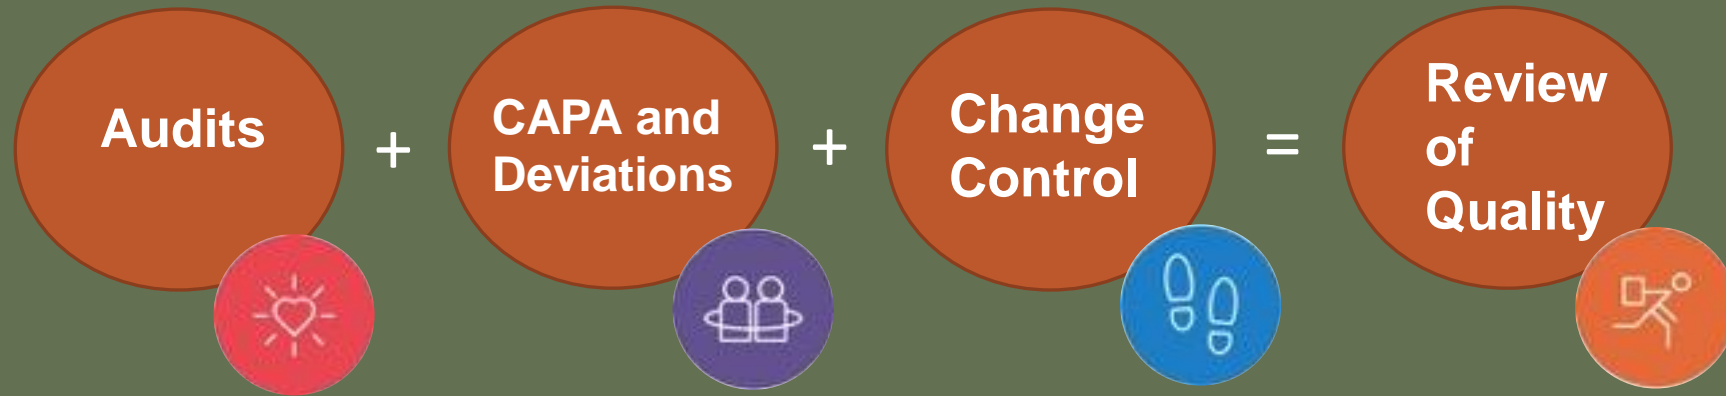 Audits
+
CAPA and
Deviations
+
Change
Control
=
Review
of
Quality